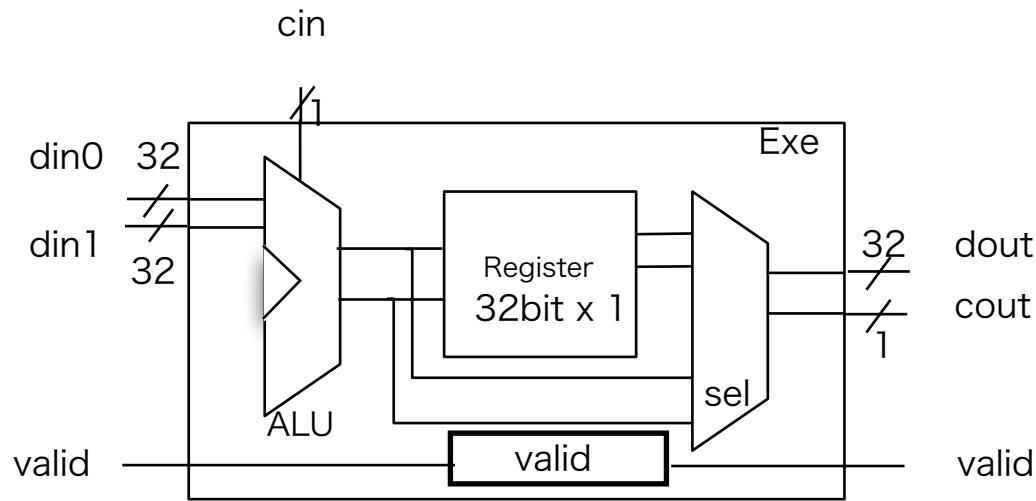 cin
1
Exe
din0 32
din1
32
Register
32bit x 1
32 dout
cout
1
sel
ALU
valid
valid
valid